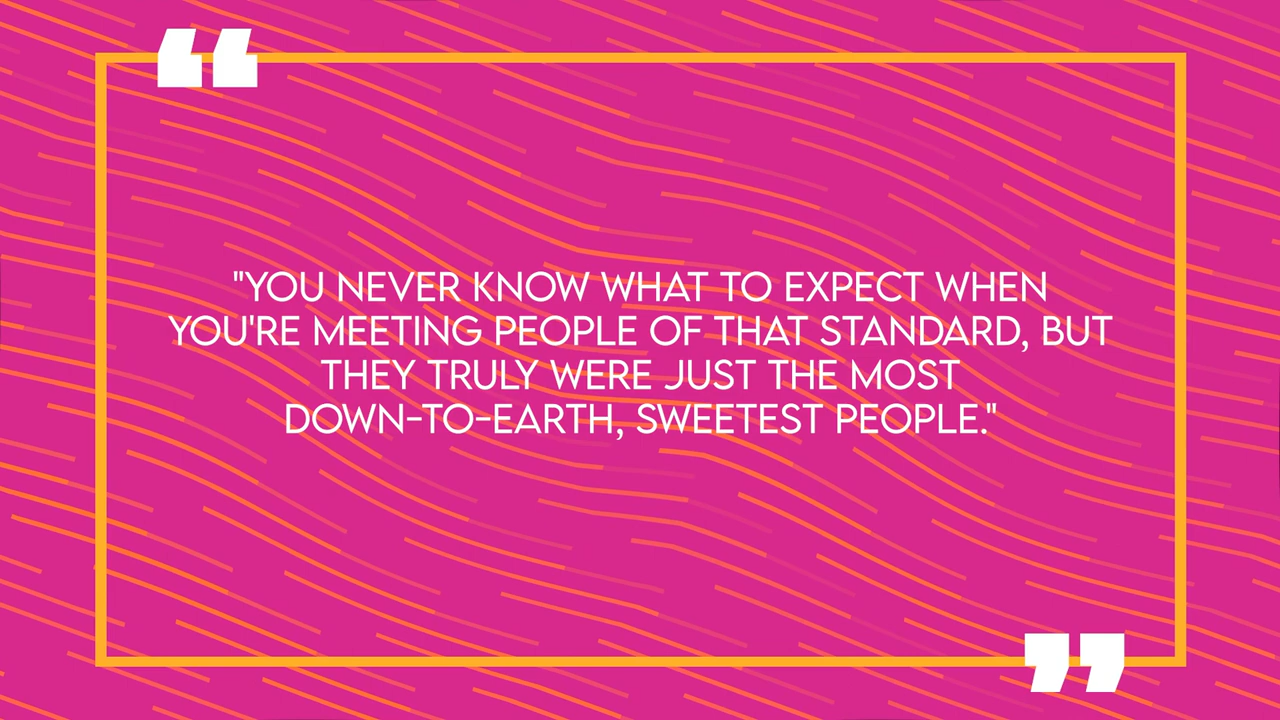 "YOU NEVER KNOW WHAT TO EXPECT WHEN
YOU'RE MEETING PEOPLE OF THAT STANDARD, BUT
THEY TRULY WERE JUST THE MOST
DOWN-TO-EARTH, SWEETEST PEOPLE."